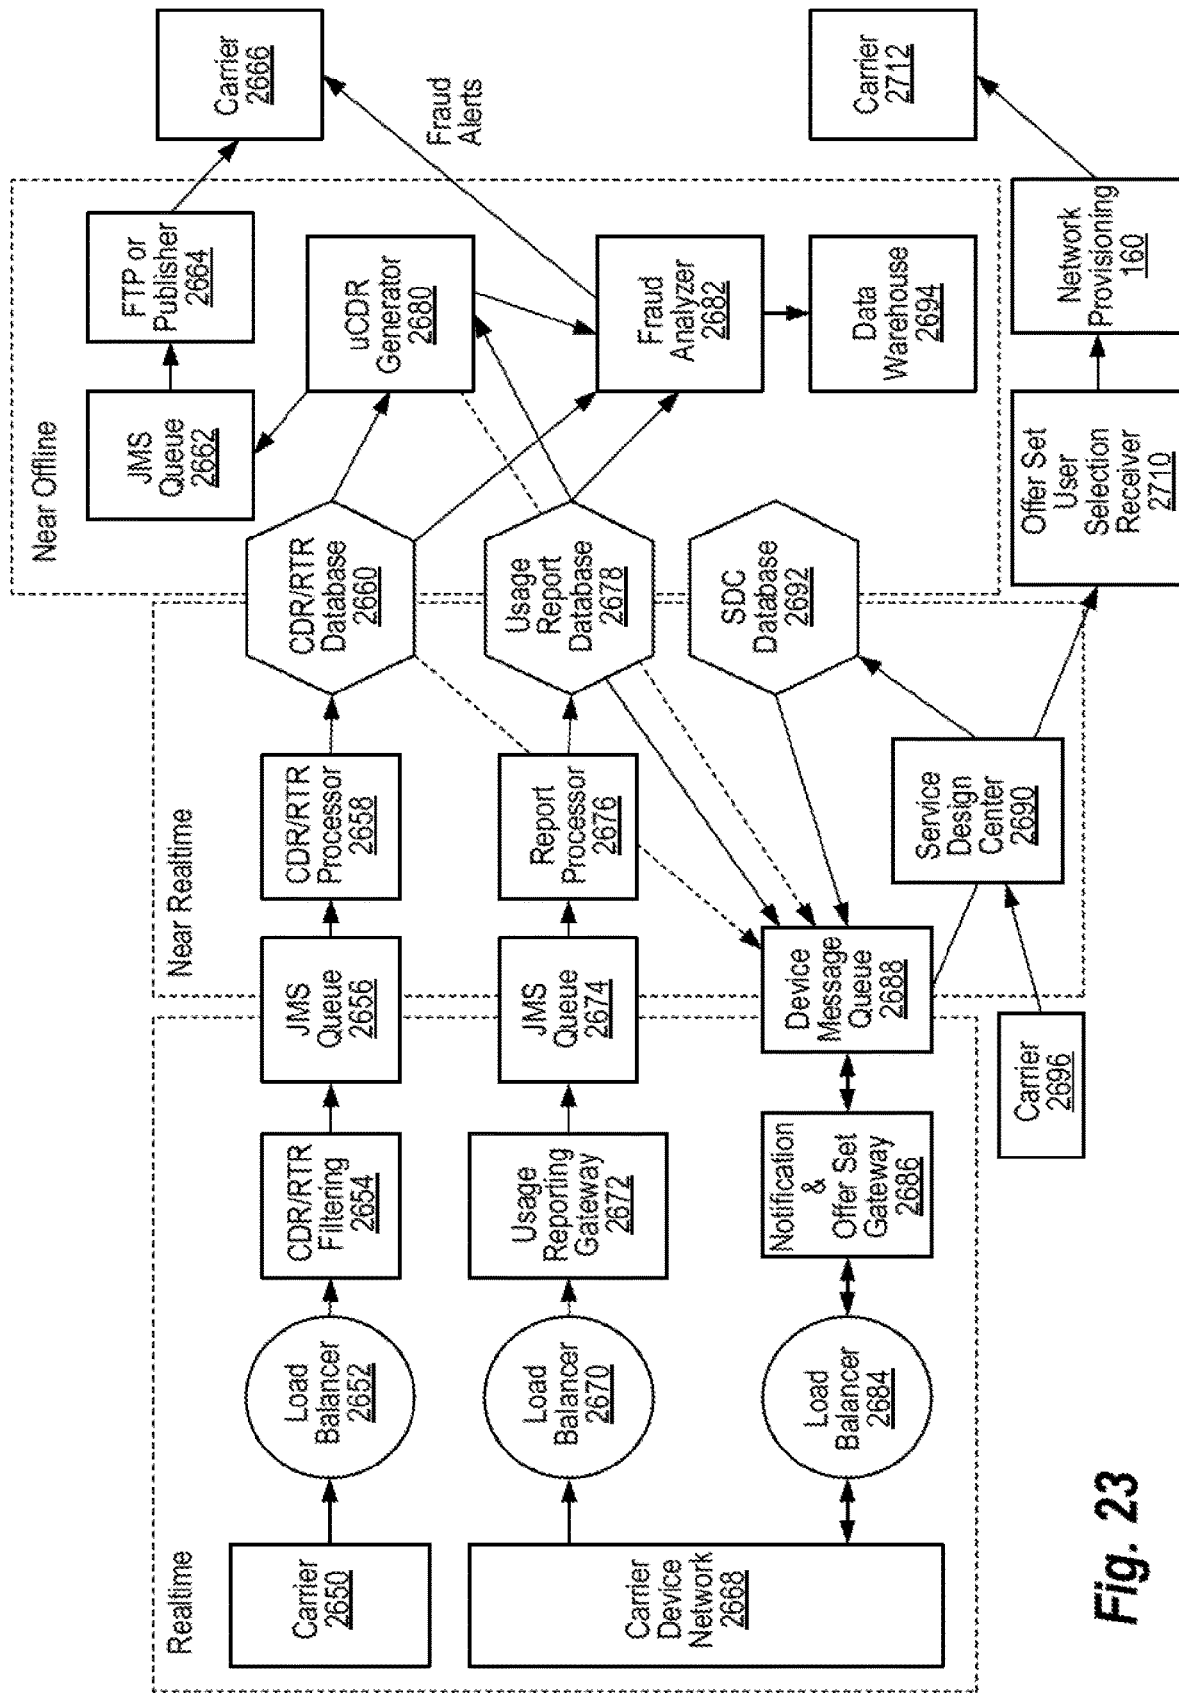 Realtime
Carrier
2650
Load
Balancer
2652
CDR/RTR
Filtering
2654
JMS
Queue
2656
Near Realtime
CDR/RTR
Processor
2658
CDR/RTR
Database
2660
Near Offline
JMS
Queue
2662
FTP or
Publisher
2664
Carrier
2666
Fraud
Alerts
uCDR
Generator
2680
Carrier
Device
Network
2668
Load
Balancer
2670
Usage
Reporting
Gateway
2672
JMS
Queue
2674
Report
Processor
2676
Usage
Report
Database
2678
Fraud
Analyzer
2682
Load
Balancer
2684
Notification
&
Offer Set
Gateway
2686
Device
Message
Queue
2688
SDC
Database
2692
Data
Warehouse
2694
Carrier
2696
Service
Design
Center
2690
Offer Set
User
Selection
Receiver
2710
Network
Provisioning
160
Carrier
2712
Fig. 23